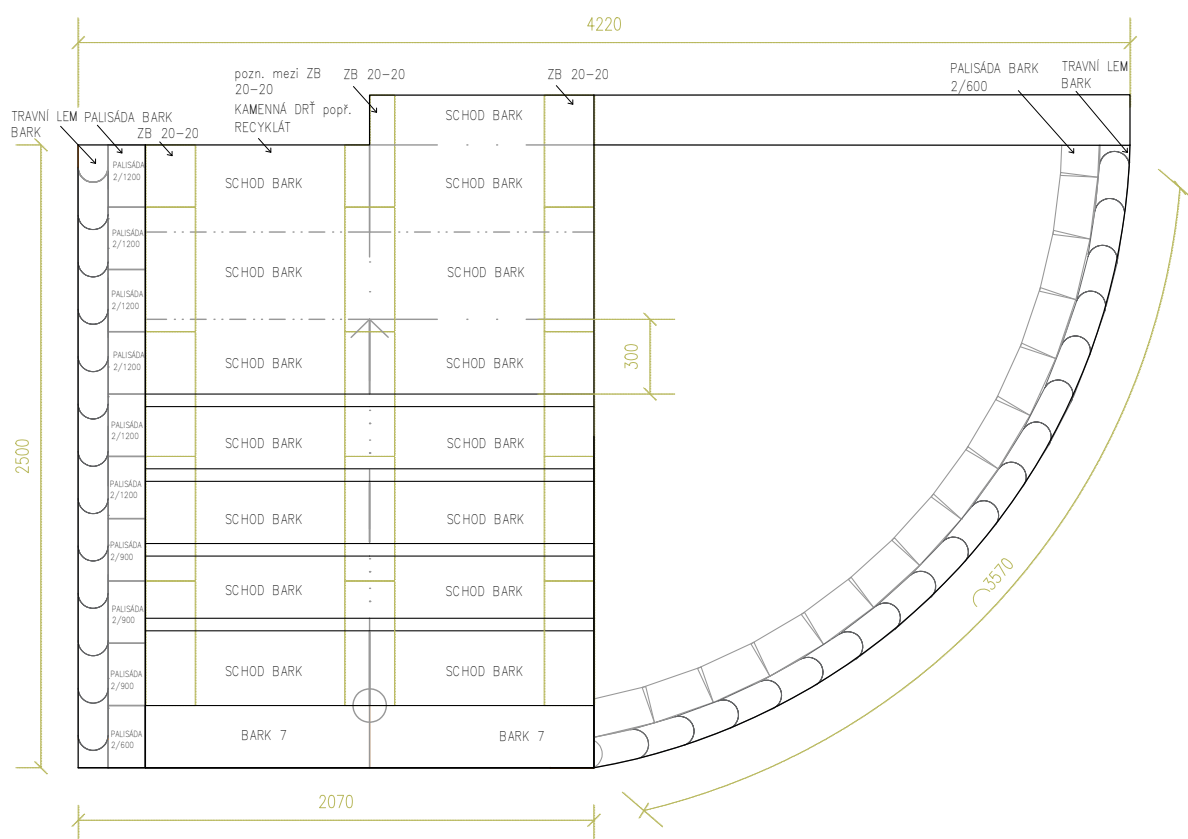 4220
pozn. mezi ZB
20-20
KAMENNÁ DRŤ popř.
RECYKLÁT
ZB 20-20
ZB 20-20
PALISÁDA BARK
2/600
TRAVNÍ LEM
BARK
TRAVNÍ LEM
BARK
PALISÁDA BARK
ZB 20-20
SCHOD BARK
PALISÁDA
2/1200
SCHOD BARK
SCHOD BARK
PALISÁDA
2/1200
SCHOD BARK
SCHOD BARK
PALISÁDA
2/1200
PALISÁDA
2/1200
SCHOD BARK
SCHOD BARK
300
PALISÁDA
2/1200
SCHOD BARK
SCHOD BARK
2500
PALISÁDA
2/1200
SCHOD BARK
SCHOD BARK
PALISÁDA
2/900
SCHOD BARK
SCHOD BARK
3570
PALISÁDA
2/900
PALISÁDA
2/900
SCHOD BARK
SCHOD BARK
PALISÁDA
2/600
BARK 7
BARK 7
2070